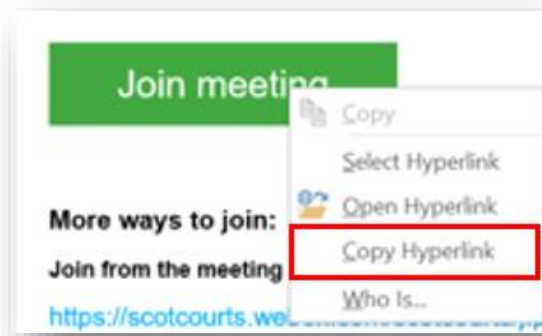 Join meeting
Copy
Select Hyperlink
More ways to join:
Open Hyperlink
Copy Hyperlink
Join from the meeting
Who Is...
https://scotcourts.we